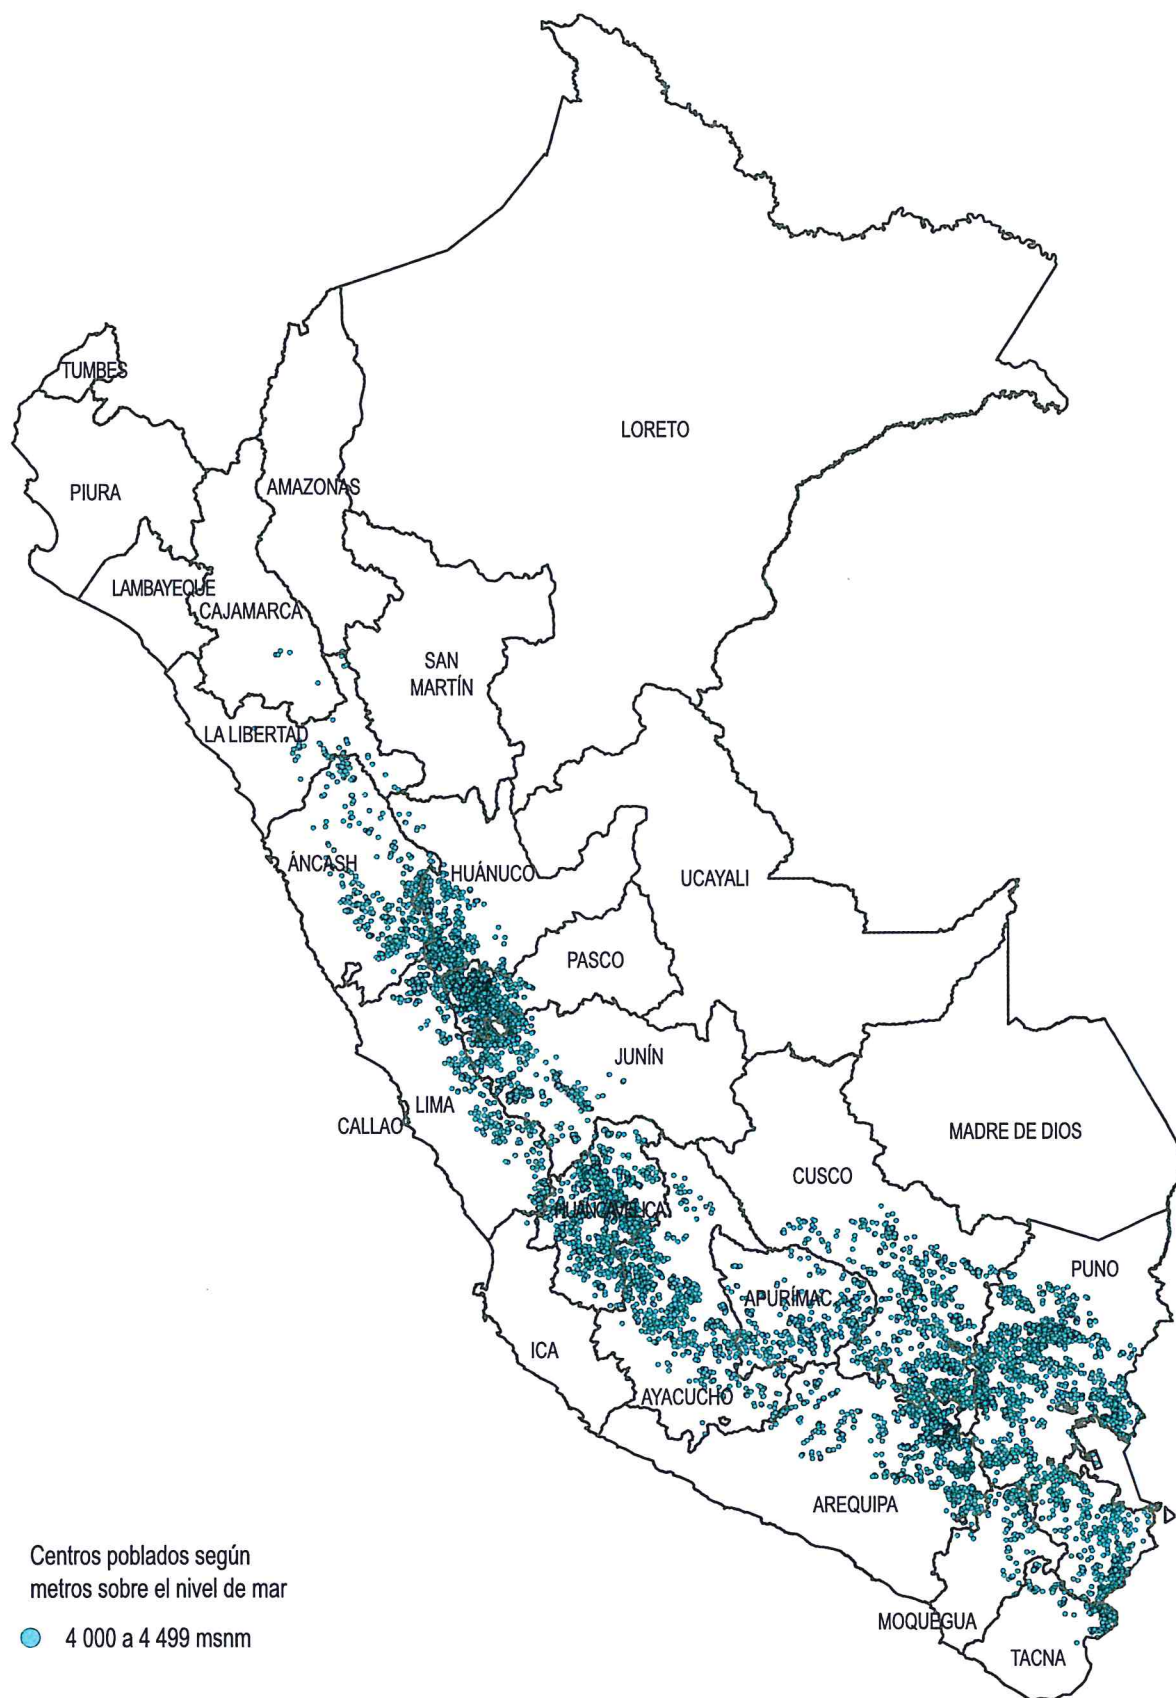 TUMBES
LORETO
PIURA
AMAZONAS
LAMBAYEQUE
CAJAMARCA
SAN
MARTÍN
LA LIBERTAD
ÁNCASH
HUÁNUCO
UCAYALI
PASCO
JUNÍN
LIMA
CALLAO
MADRE DE DIOS
CUSCO
HUANCAVELICA
PUNO
APURÍMAC
ICA
AYACUCHO
AREQUIPA
MOQUEGUA
TACNA
Centros poblados según
metros sobre el nivel de mar
4 000 a 4 499 msnm